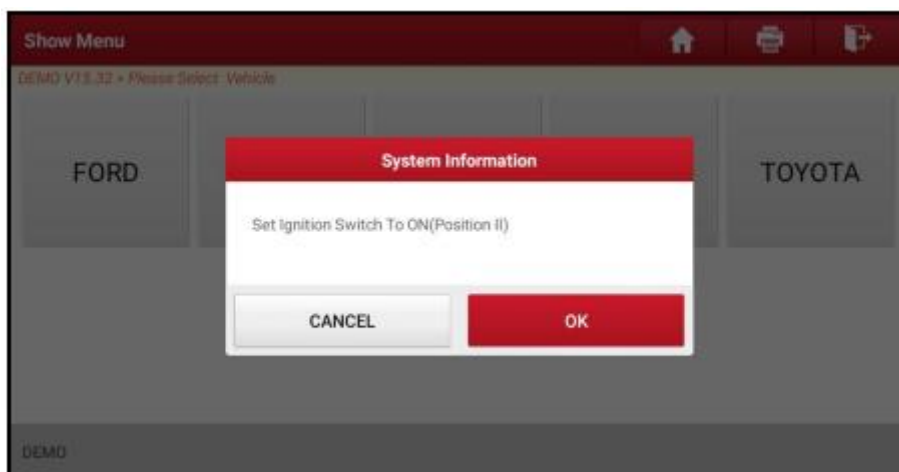 Show Menu
DEMO V15.32 > Please Select Vehicle
FORD
TOYOTA
System Information
Set Ignition Switch To ON(Position II)
CANCEL
OK
DEMO